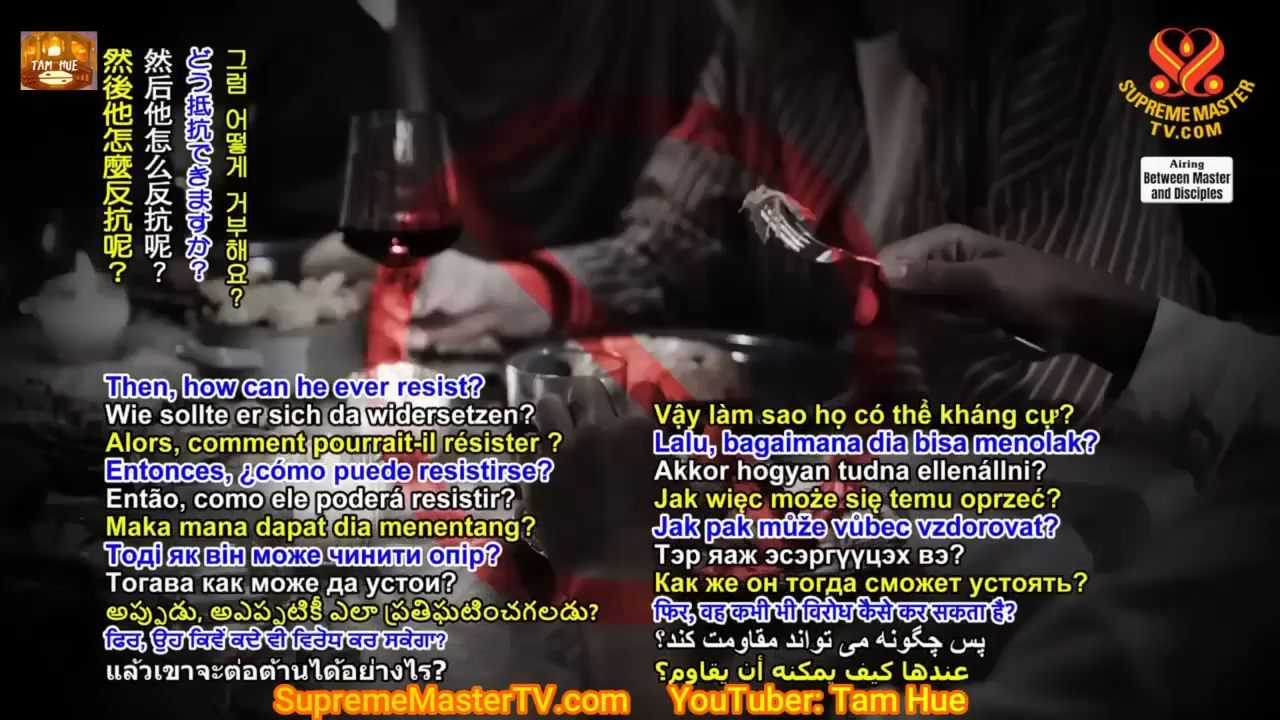 TAM HUE
然後他怎麼反抗呢？
然后他怎么反抗呢？
どう抵抗できますか？
그럼 어떻게 거부해요？
SUPREME MASTER
TV.COM
Airing
Between Master
and Disciples
Then, how can he ever resist?
Wie sollte er sich da widersetzen?
Alors, comment pourrait-il résister ?
Entonces, ¿cómo puede resistirse?
Então, como ele poderá resistir?
Maka mana dapat dia menentang?
Тоді як він може чинити опір?
Тогава как може да устои?
అప్పుడు, అఎప్పటికీ ఎలా ప్రతిఘటించగలడు?
ਫਿਰ, ਉਹ ਕਿਵੇਂ ਕਦੇ ਵੀ ਵਿਰੋਧ ਕਰ ਸਕੇਗਾ?
แล้วเขาจะต่อต้านได้อย่างไร?
Vậy làm sao họ có thể kháng cự?
Lalu, bagaimana dia bisa menolak?
Akkor hogyan tudna ellenállni?
Jak więc może się temu oprzeć?
Jak pak může vůbec vzdorovat?
Тэр яаж эсэргүүцэх вэ?
Как же он тогда сможет устоять?
फिर, वह कभी भी विरोध कैसे कर सकता है?
پس چگونه می تواند مقاومت کند؟
عندها كيف يمكنه أن يقاوم؟
SupremeMasterTV.com YouTuber: Tam Hue